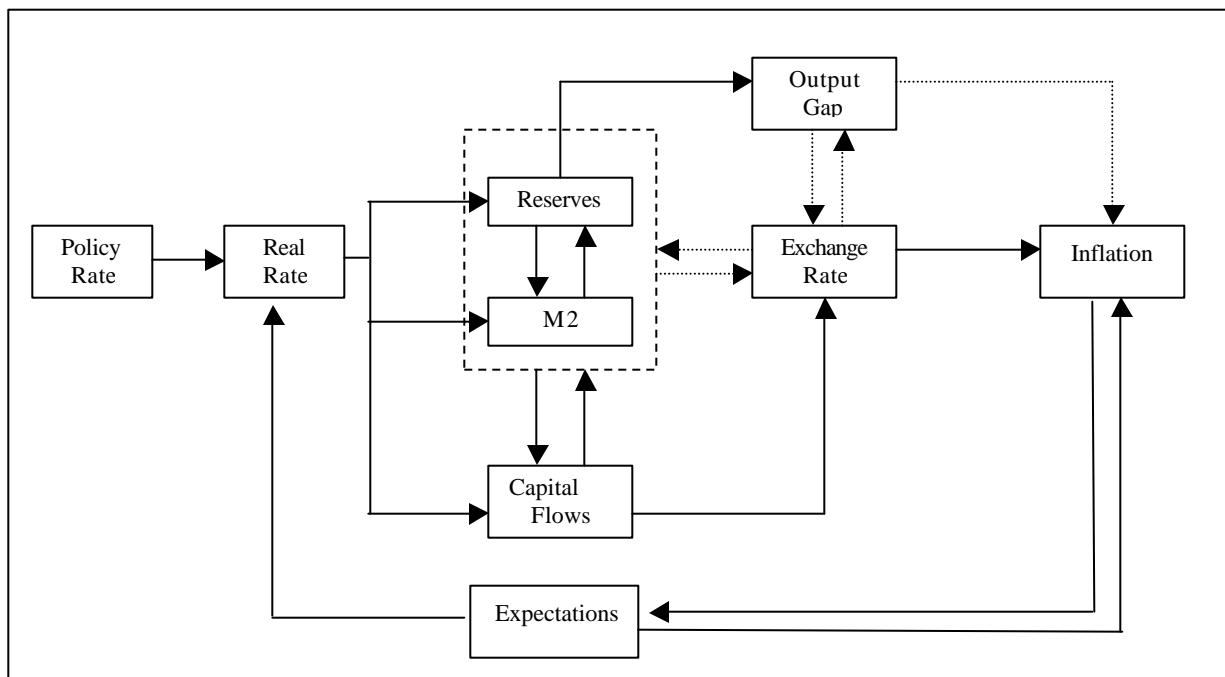 Output
Gap
Reserves
Policy
Rate
Real
Rate
Exchange
Rate
Inflation
M2
Capital
Flows
Expectations